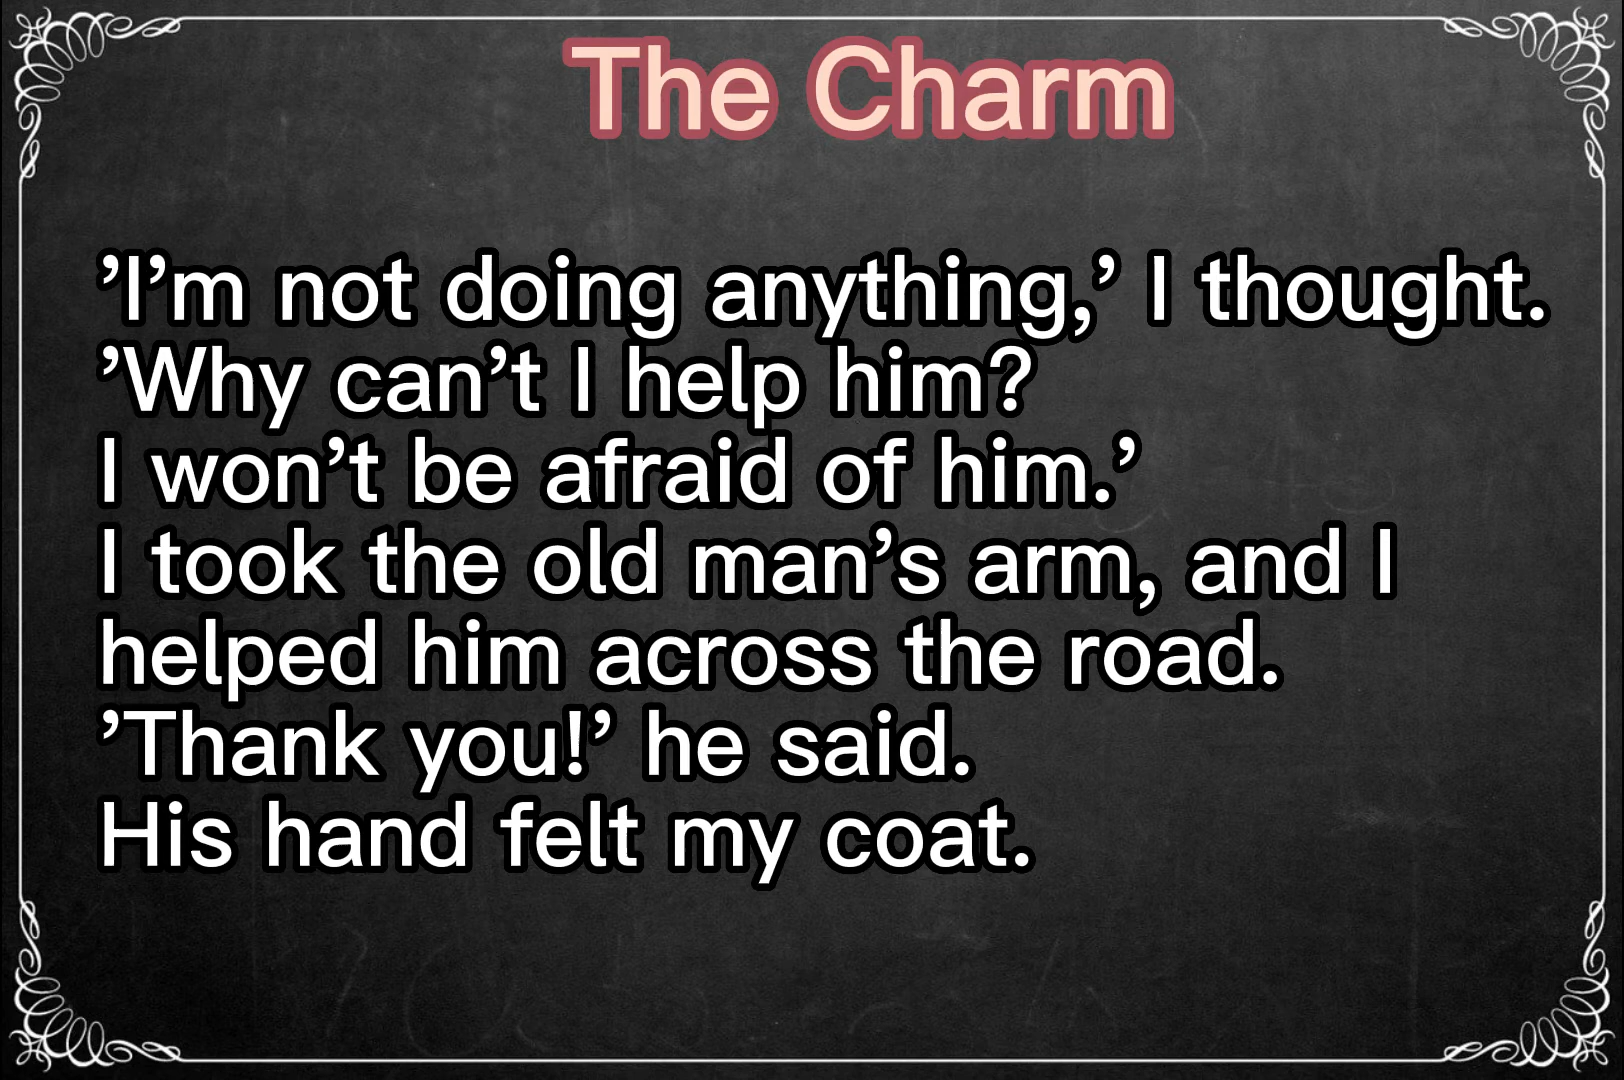 The Charm
’I’m not doing anything,’ I thought.
’Why can’t I help him?
I won’t be afraid of him.’
I took the old man’s arm, and I
helped him across the road.
’Thank you!’ he said.
His hand felt my coat.